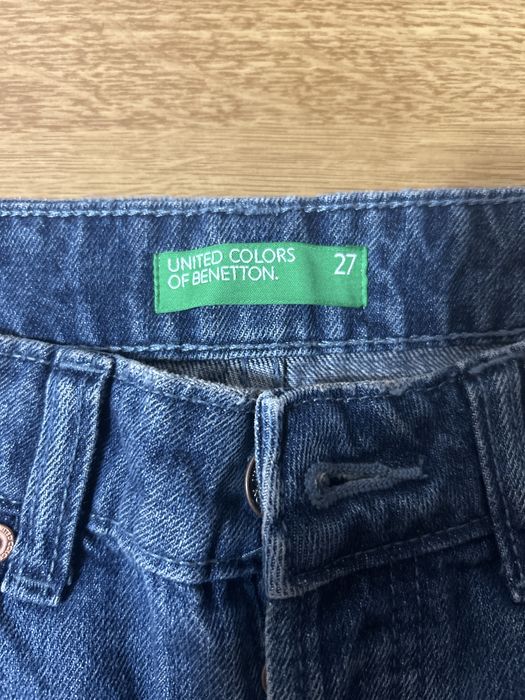 UNITED COLORS
OF BENETTON.
27